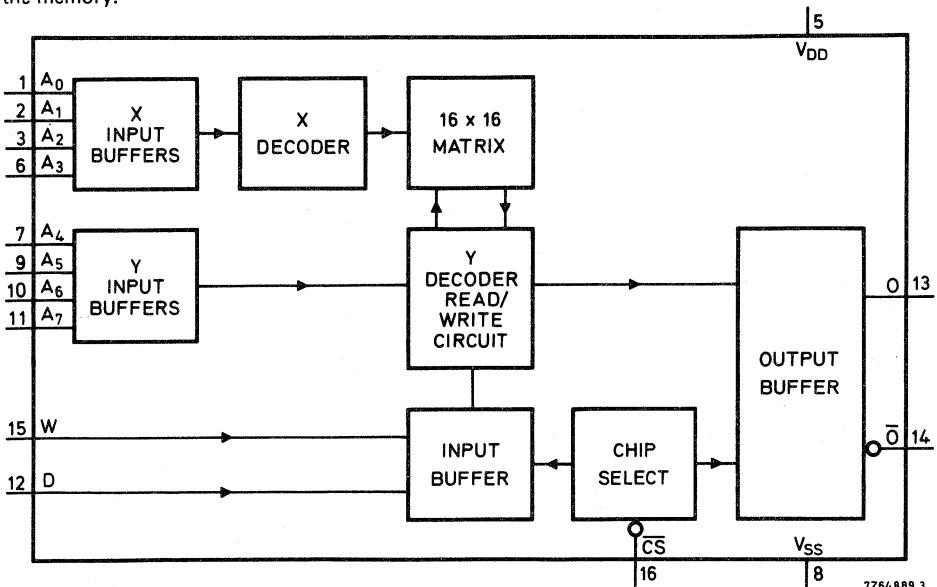 the memory.
5
VDD
1 A0
2 A1
3 A2
6 A3
X
INPUT
BUFFERS
X
DECODER
16 x 16
MATRIX
7 A4
9 A5
10 A6
11 A7
Y
INPUT
BUFFERS
Y
DECODER
READ/
WRITE
CIRCUIT
OUTPUT
BUFFER
O 13
O̅ 14
15 W
12 D
INPUT
BUFFER
CHIP
SELECT
C̅S̅
16
VSS
8
7Z64889.3